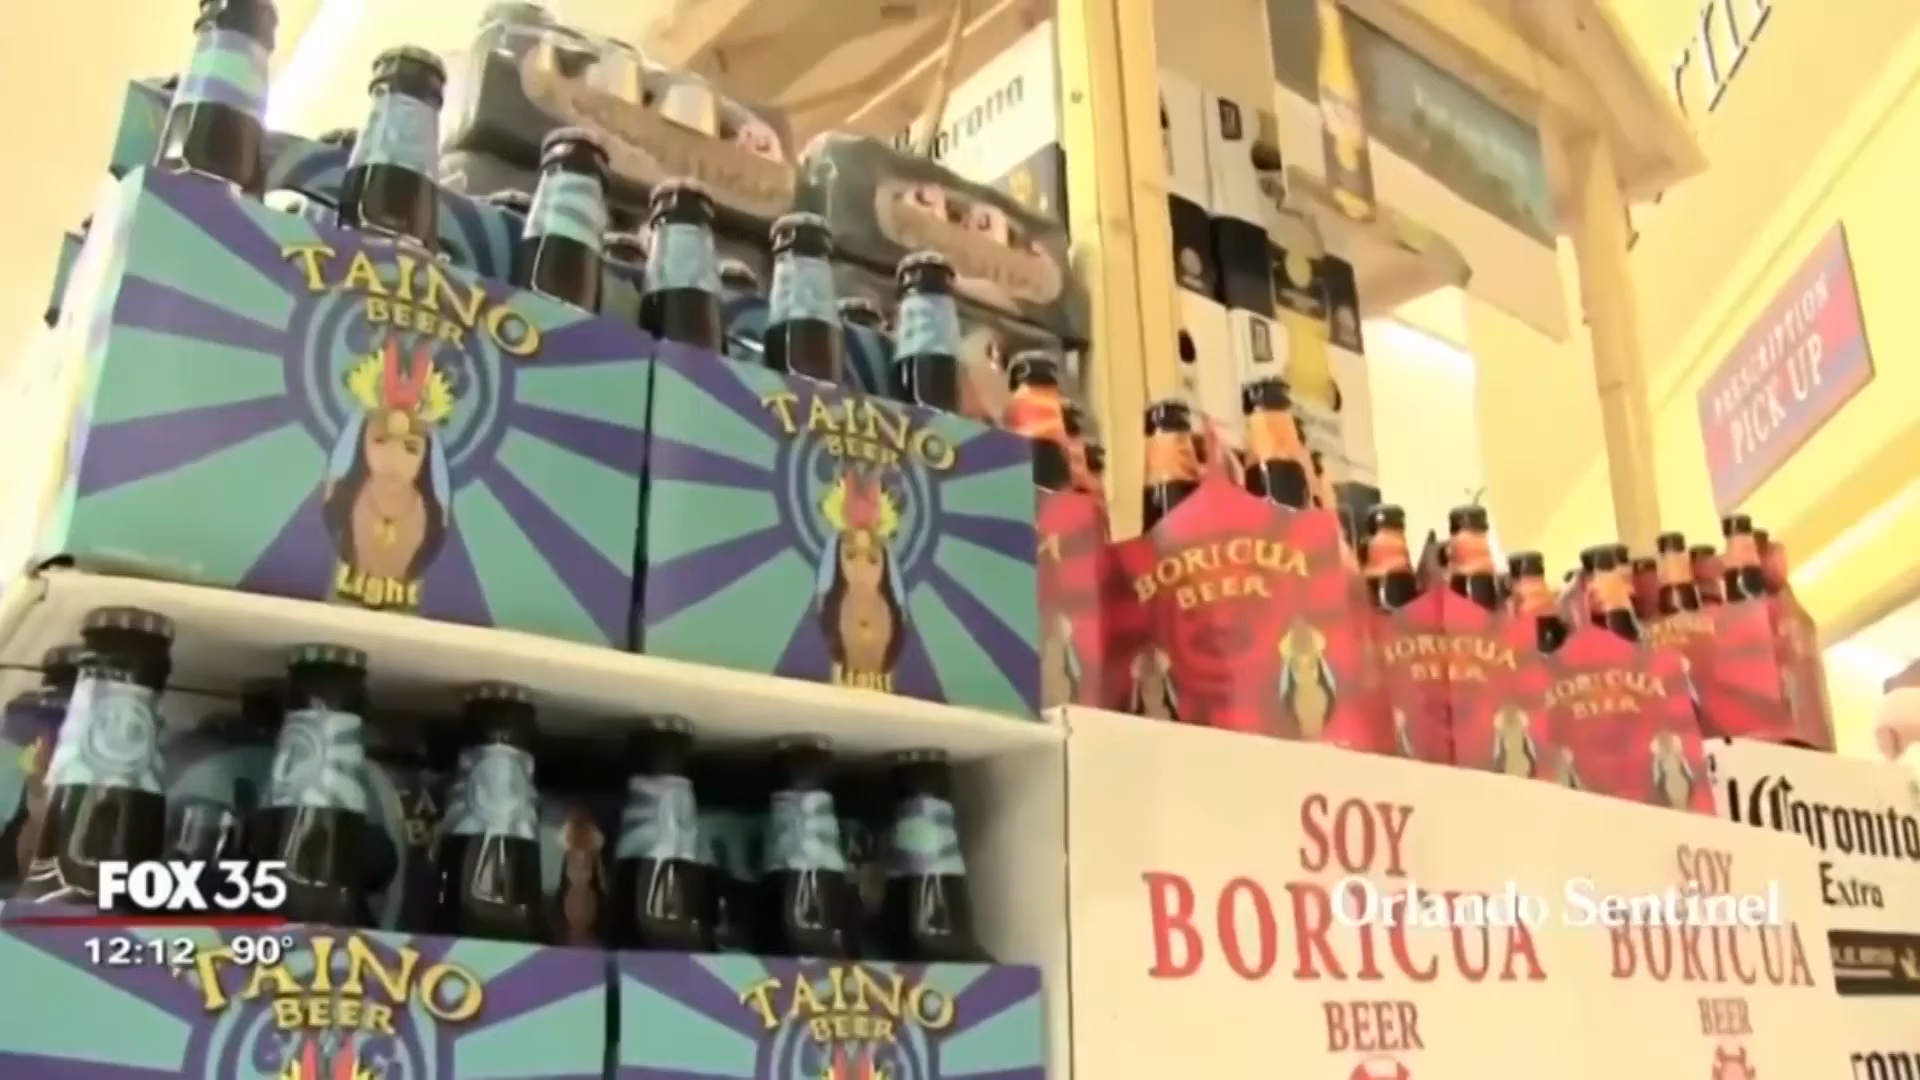 TAINO
BEER
Light
TAINO
BEER
Light
Corona
PRESCRIPTION
PICK UP
BORICUA
BEER
BORICUA
BEER
BORICUA
BEER
SOY
BORICUA
BEER
SOY
BORICUA
BEER
Coronita
Extra
Orlando Sentinel
FOX 35
12:12 90°
TAINO
BEER
TAINO
BEER